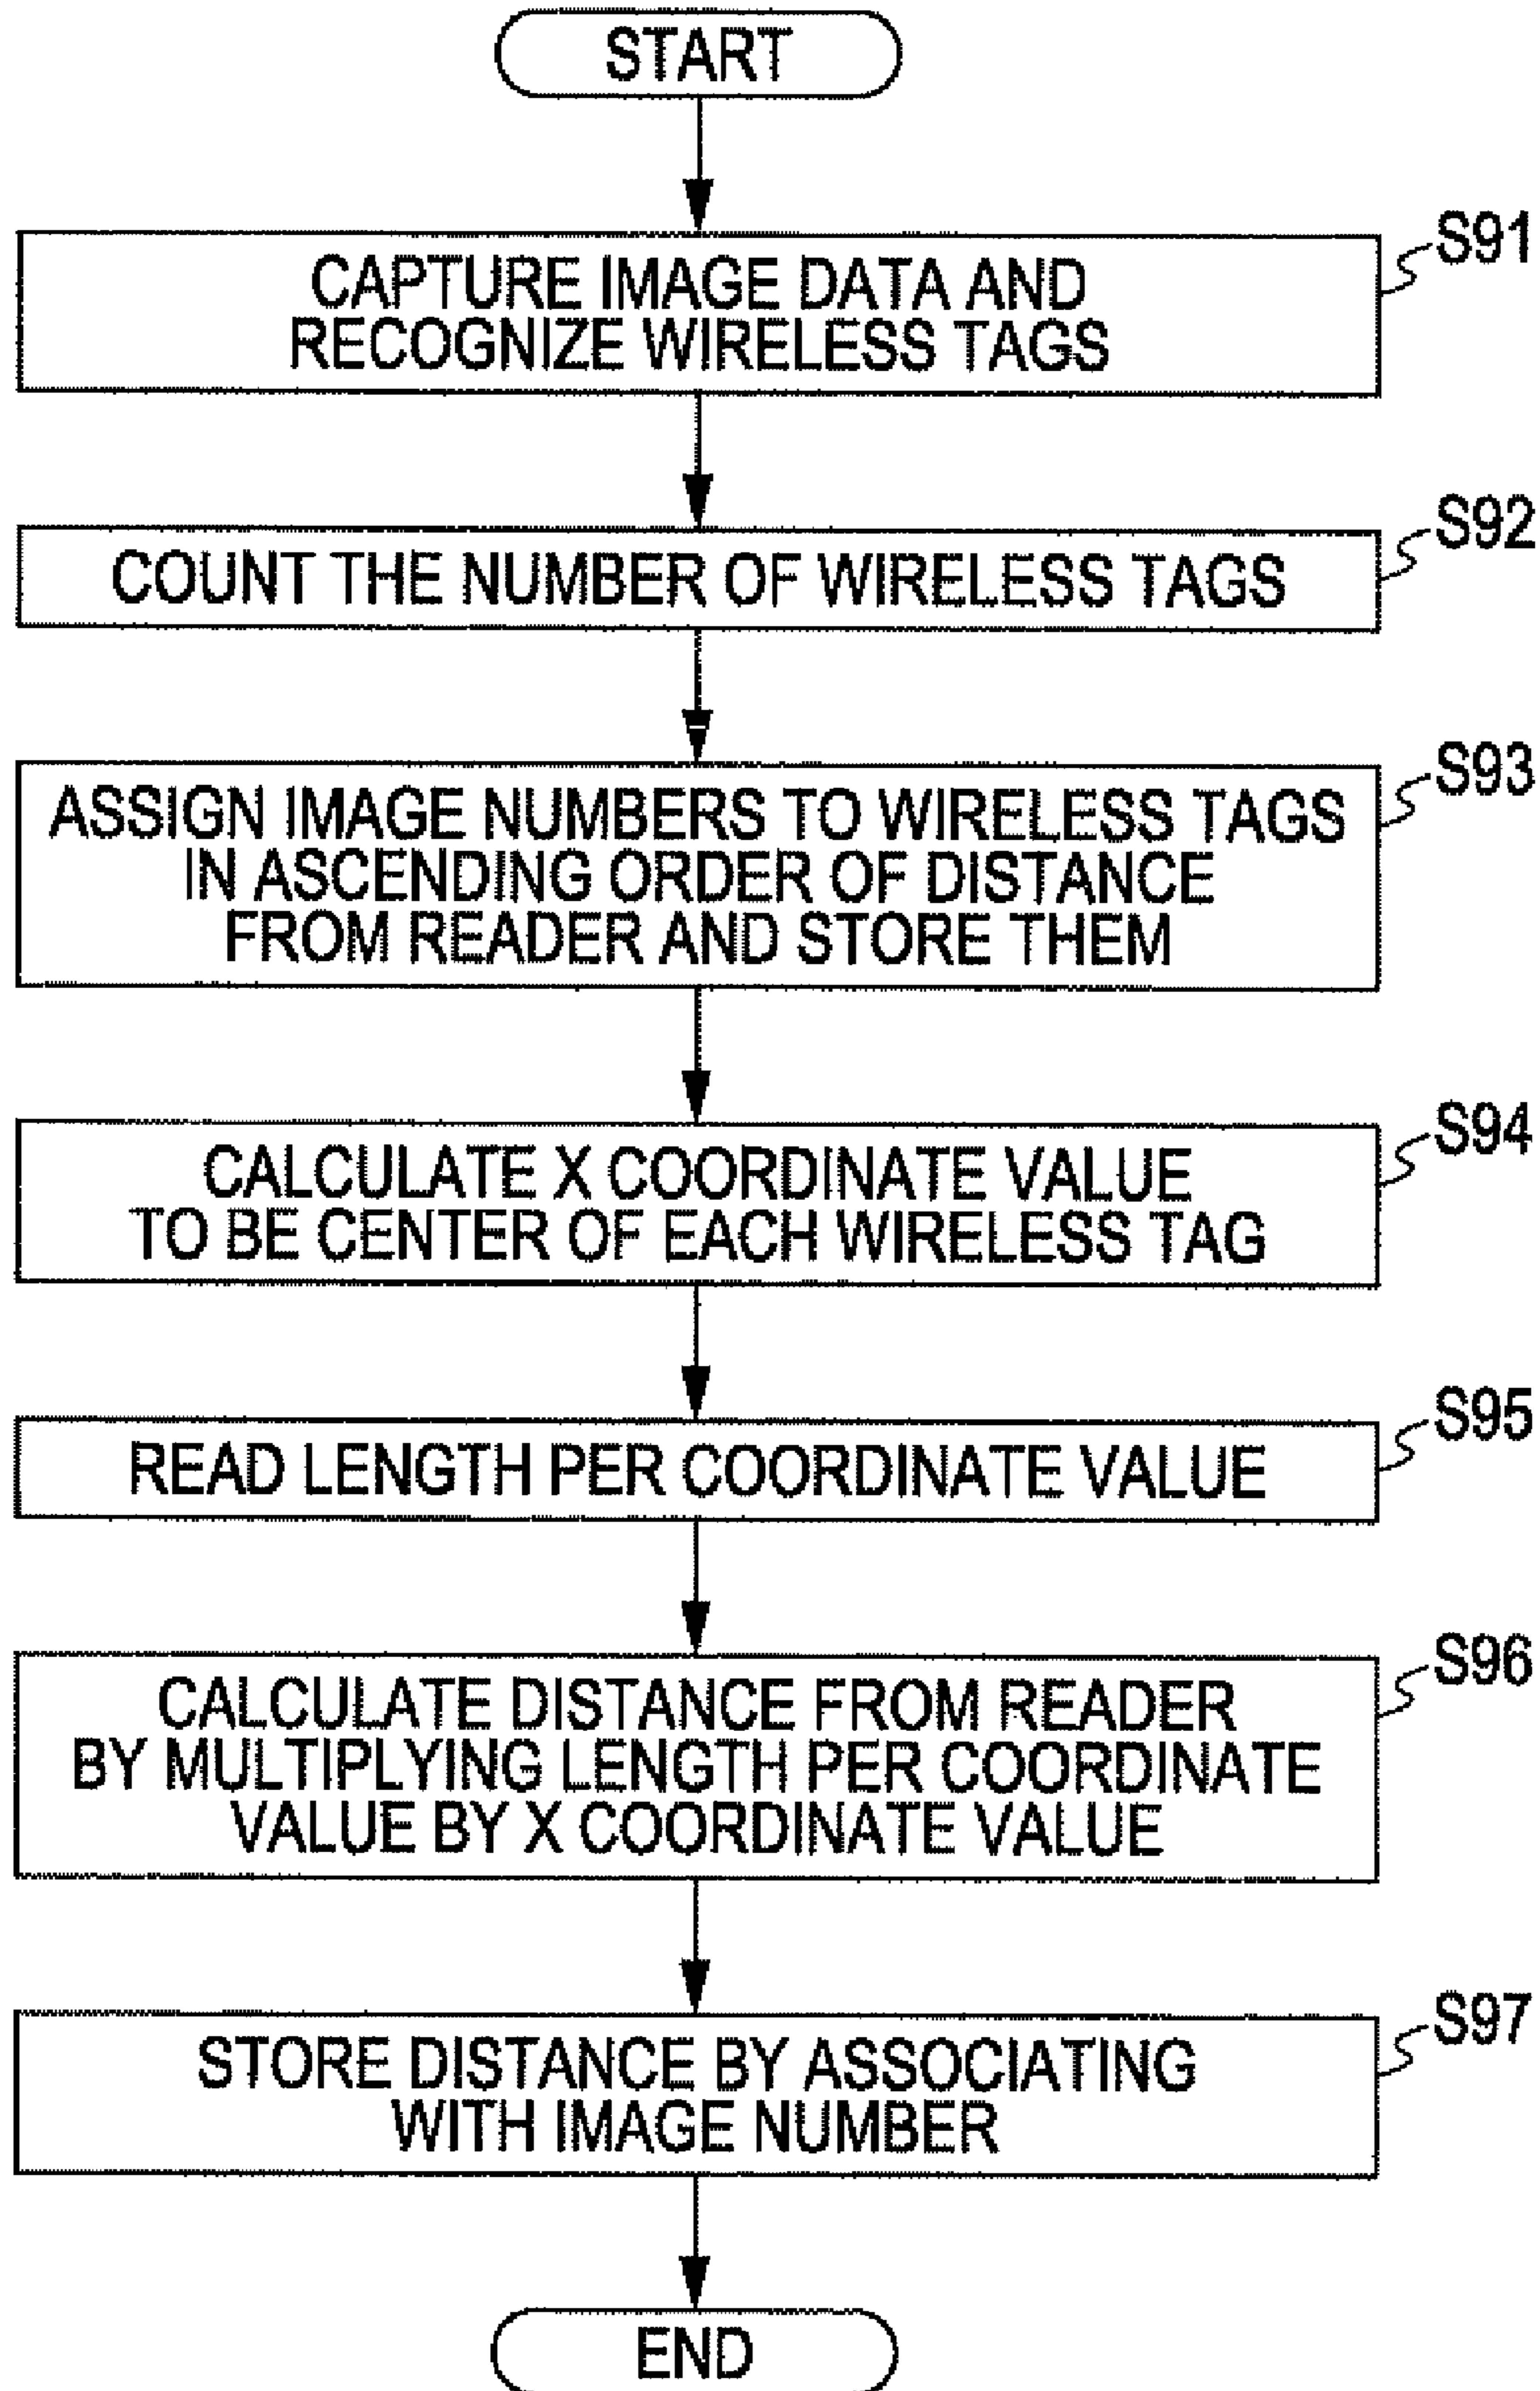 START
S91
CAPTURE IMAGE DATA AND
RECOGNIZE WIRELESS TAGS
S92
COUNT THE NUMBER OF WIRELESS TAGS
S93
ASSIGN IMAGE NUMBERS TO WIRELESS TAGS
IN ASCENDING ORDER OF DISTANCE
FROM READER AND STORE THEM
S94
CALCULATE X COORDINATE VALUE
TO BE CENTER OF EACH WIRELESS TAG
S95
READ LENGTH PER COORDINATE VALUE
S96
CALCULATE DISTANCE FROM READER
BY MULTIPLYING LENGTH PER COORDINATE
VALUE BY X COORDINATE VALUE
S97
STORE DISTANCE BY ASSOCIATING
WITH IMAGE NUMBER
END